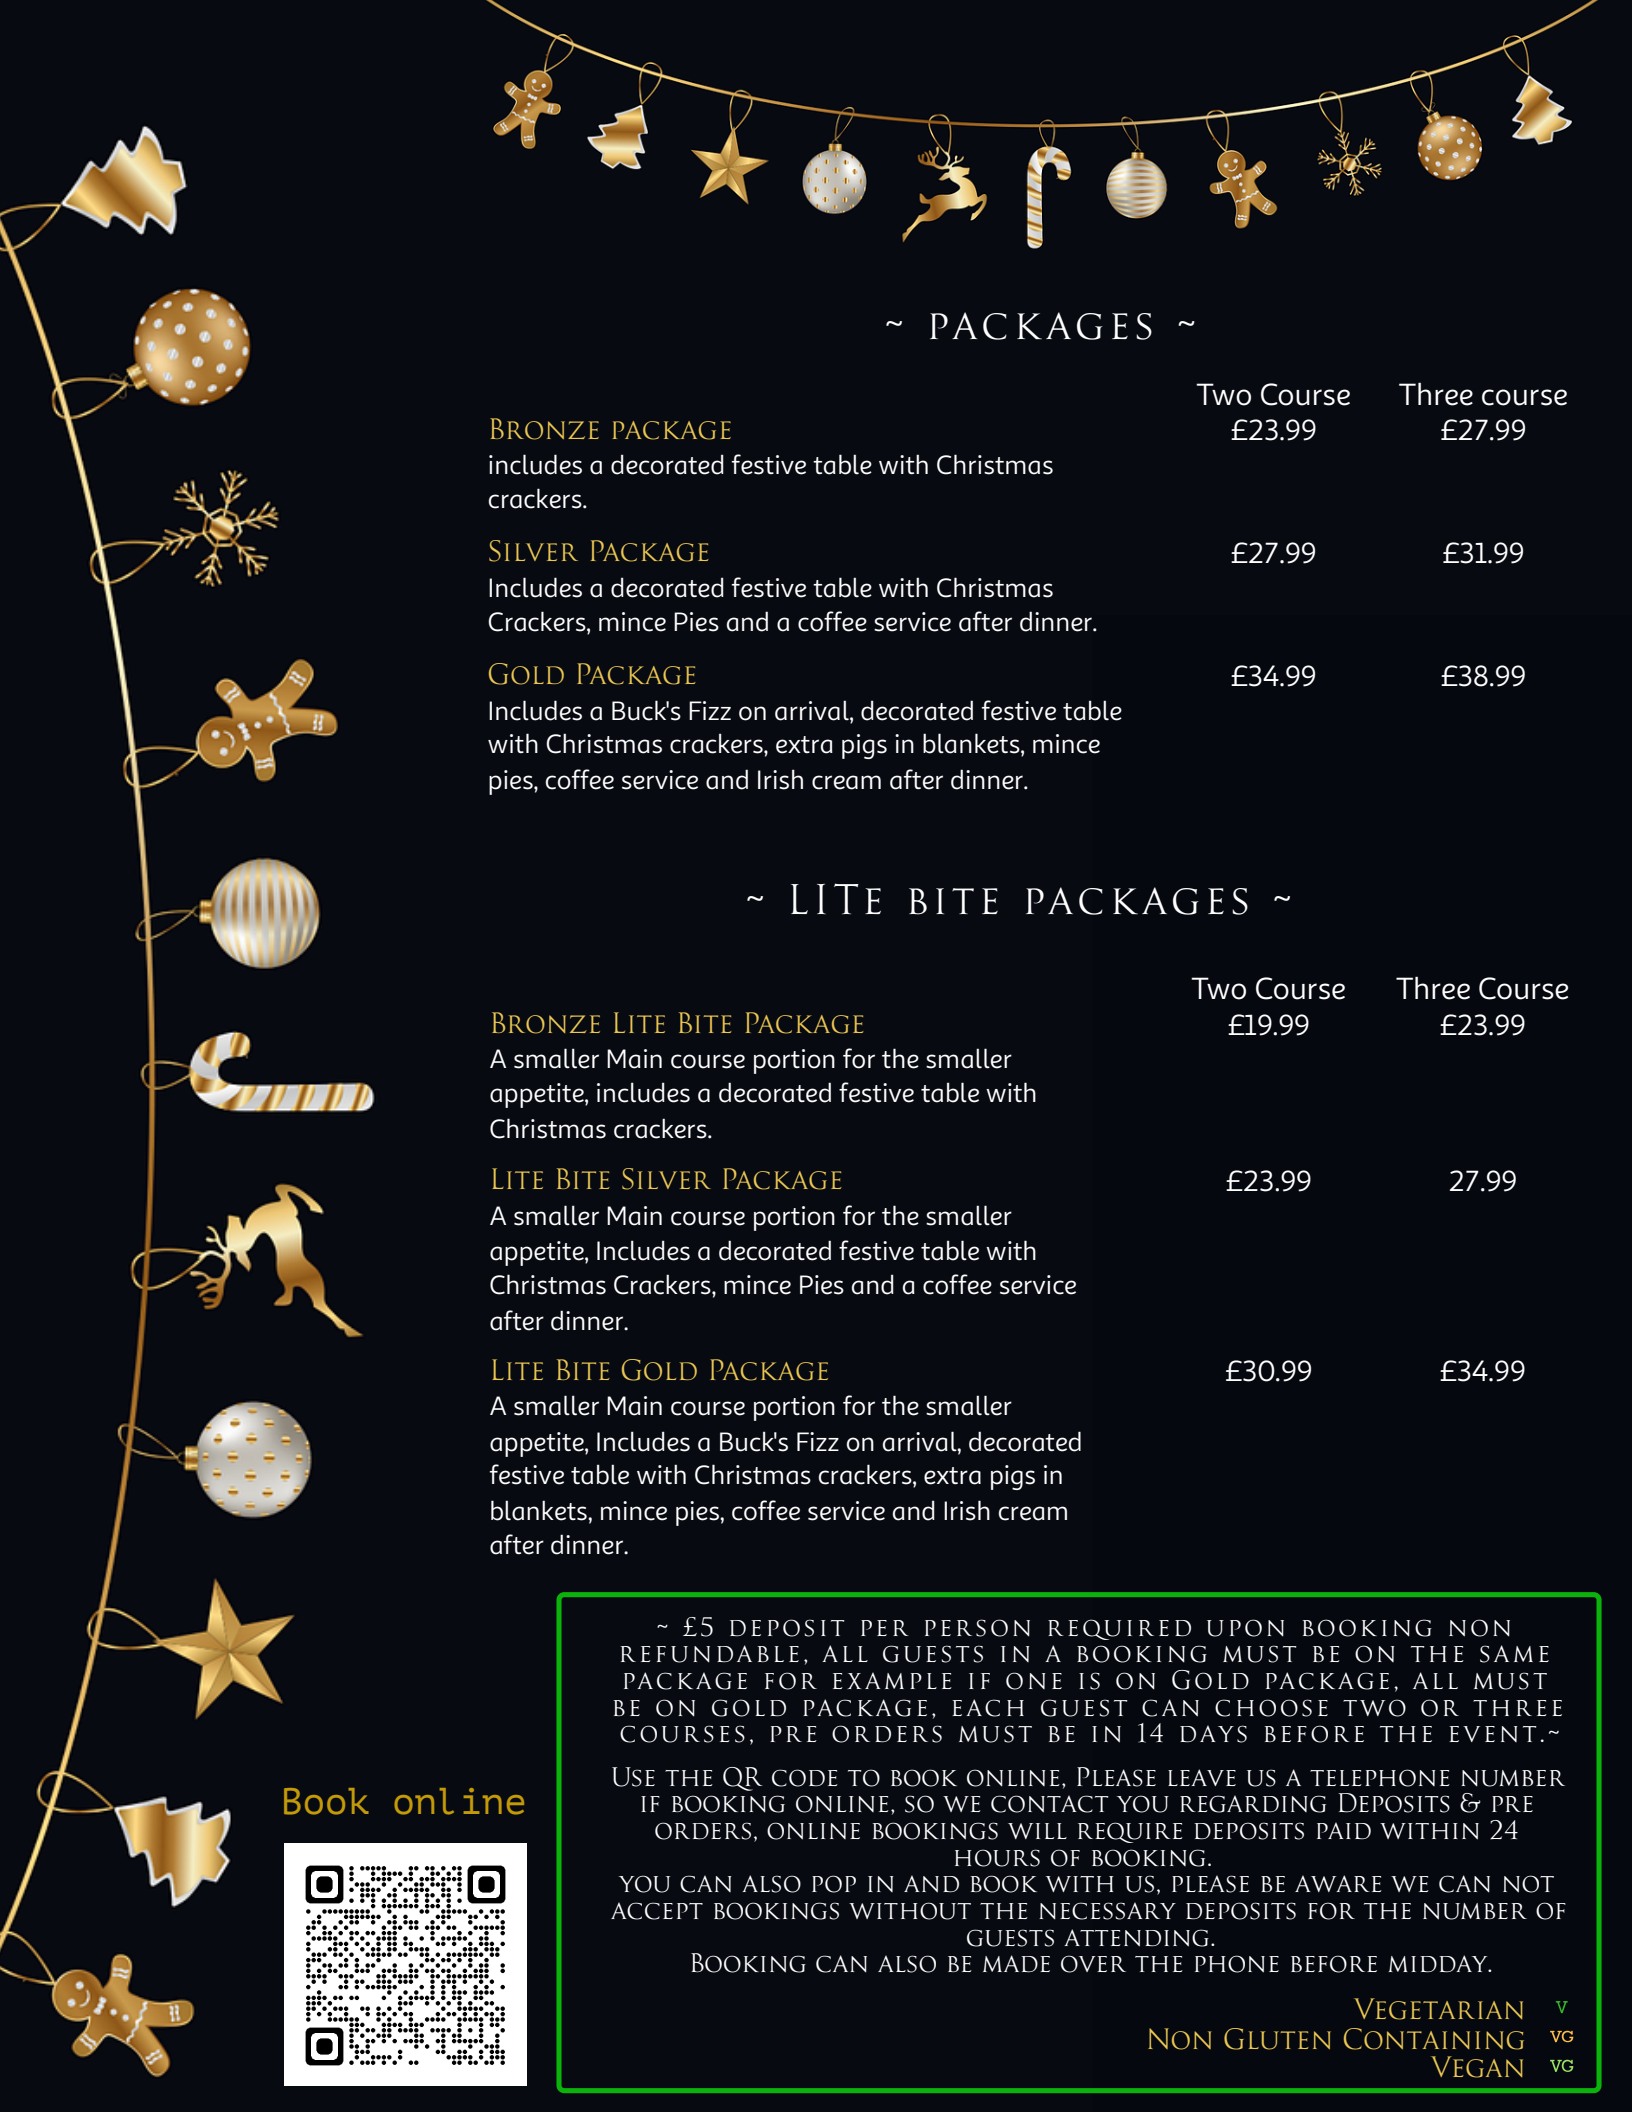 ~ PACKAGES ~
Two Course Three course
Bronze package £23.99 £27.99
includes a decorated festive table with Christmas
crackers.
Silver Package £27.99 £31.99
Includes a decorated festive table with Christmas
Crackers, mince Pies and a coffee service after dinner.
Gold Package £34.99 £38.99
Includes a Buck's Fizz on arrival, decorated festive table
with Christmas crackers, extra pigs in blankets, mince
pies, coffee service and Irish cream after dinner.
~ LITe bite packages ~
Two Course Three Course
Bronze Lite Bite Package £19.99 £23.99
A smaller Main course portion for the smaller
appetite, includes a decorated festive table with
Christmas crackers.
Lite Bite Silver Package £23.99 27.99
A smaller Main course portion for the smaller
appetite, Includes a decorated festive table with
Christmas Crackers, mince Pies and a coffee service
after dinner.
Lite Bite Gold Package £30.99 £34.99
A smaller Main course portion for the smaller
appetite, Includes a Buck's Fizz on arrival, decorated
festive table with Christmas crackers, extra pigs in
blankets, mince pies, coffee service and Irish cream
after dinner.
~ £5 deposit per person required upon booking non
refundable, all guests in a booking must be on the same
package for example if one is on Gold package, all must
be on gold package, each guest can choose two or three
courses, pre orders must be in 14 days before the event.~
Use the QR code to book online, Please leave us a telephone number
if booking online, so we contact you regarding Deposits & pre
orders, online bookings will require deposits paid within 24
hours of booking.
you can also pop in and book with us, please be aware we can not
accept bookings without the necessary deposits for the number of
guests attending.
Booking can also be made over the phone before midday.
Vegetarian V
Non Gluten Containing VG
Vegan VG
Book online